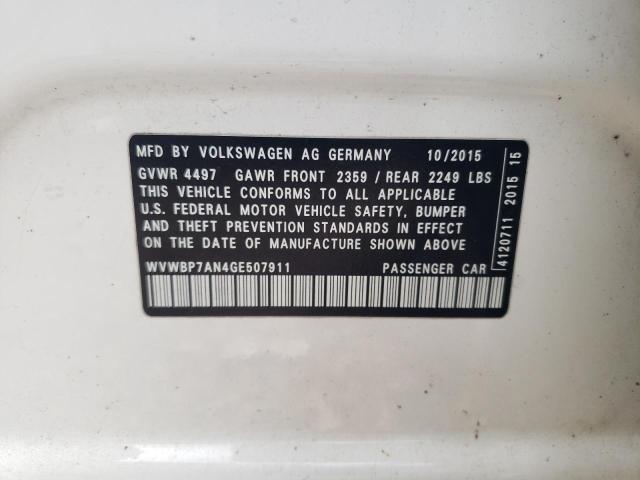 MFD BY VOLKSWAGEN AG GERMANY 10/2015
GVWR 4497 GAWR FRONT 2359 / REAR 2249 LBS
THIS VEHICLE CONFORMS TO ALL APPLICABLE
U.S. FEDERAL MOTOR VEHICLE SAFETY, BUMPER
AND THEFT PREVENTION STANDARDS IN EFFECT
ON THE DATE OF MANUFACTURE SHOWN ABOVE
WVWBP7AN4GE507911 PASSENGER CAR
4120711 2015 15